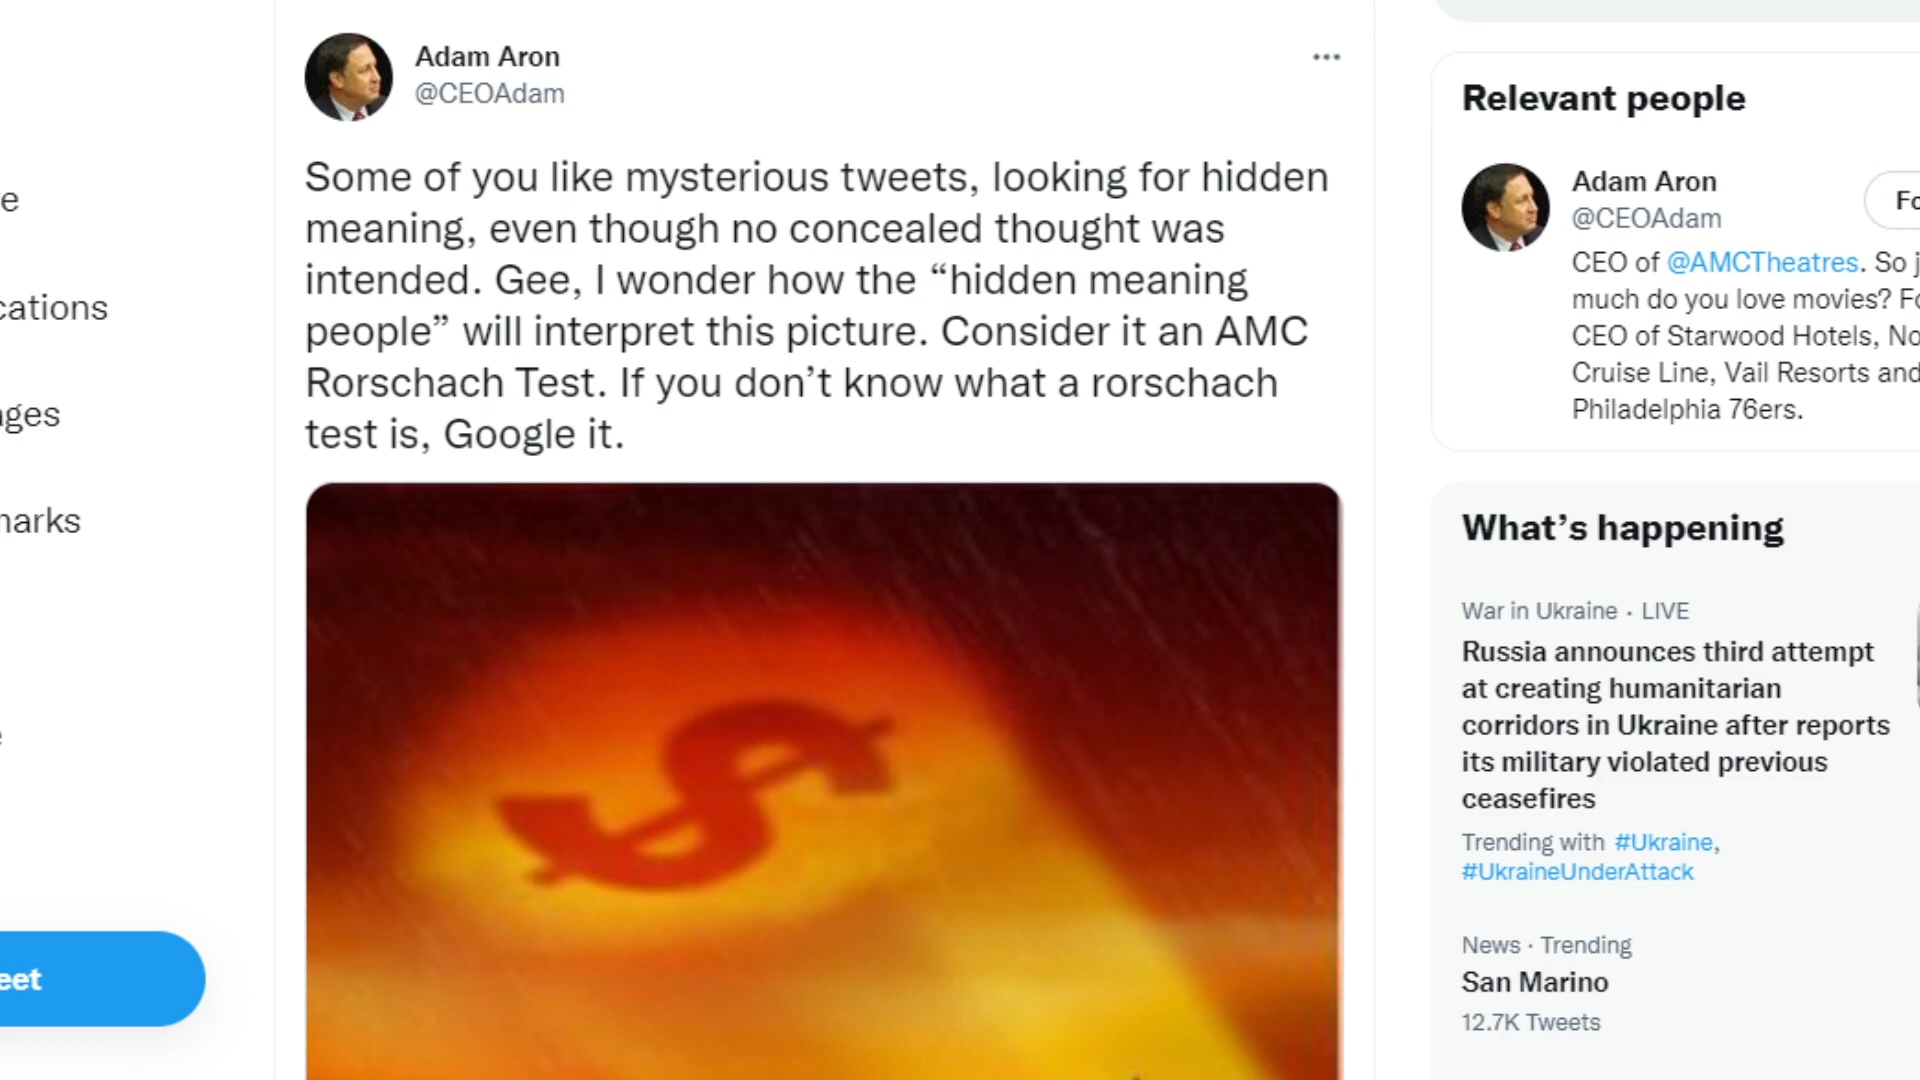 Adam Aron
@CEOAdam
Some of you like mysterious tweets, looking for hidden
meaning, even though no concealed thought was
intended. Gee, I wonder how the “hidden meaning
people” will interpret this picture. Consider it an AMC
Rorschach Test. If you don’t know what a rorschach
test is, Google it.
$
e
cations
ages
narks
eet
Relevant people
Adam Aron
@CEOAdam
Fo
CEO of @AMCTheatres. So j
much do you love movies? Fo
CEO of Starwood Hotels, No
Cruise Line, Vail Resorts and
Philadelphia 76ers.
What’s happening
War in Ukraine · LIVE
Russia announces third attempt
at creating humanitarian
corridors in Ukraine after reports
its military violated previous
ceasefires
Trending with #Ukraine,
#UkraineUnderAttack
News · Trending
San Marino
12.7K Tweets